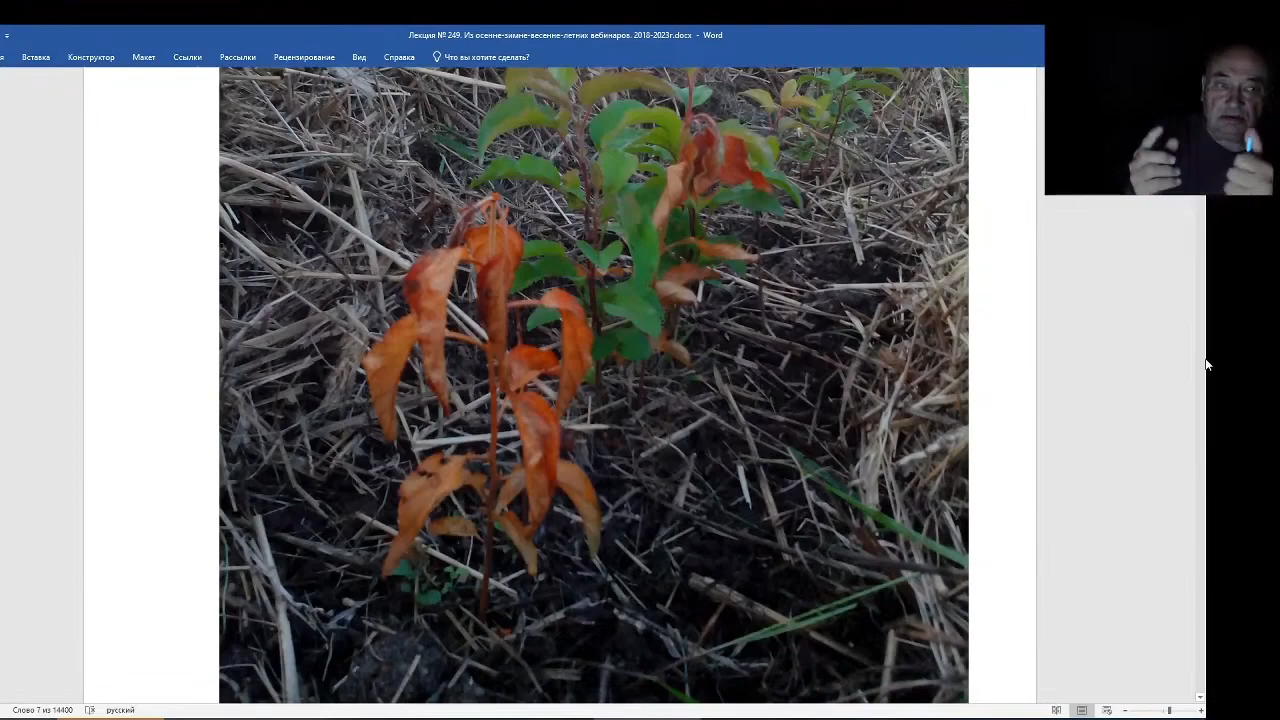 Лекция № 249. Из осенне-зимне-весенне-летних вебинаров. 2018-2023г.docx - Word
Вставка Конструктор Макет Ссылки Рассылки Рецензирование Вид Справка Что вы хотите сделать?
Слово 7 из 14400 русский